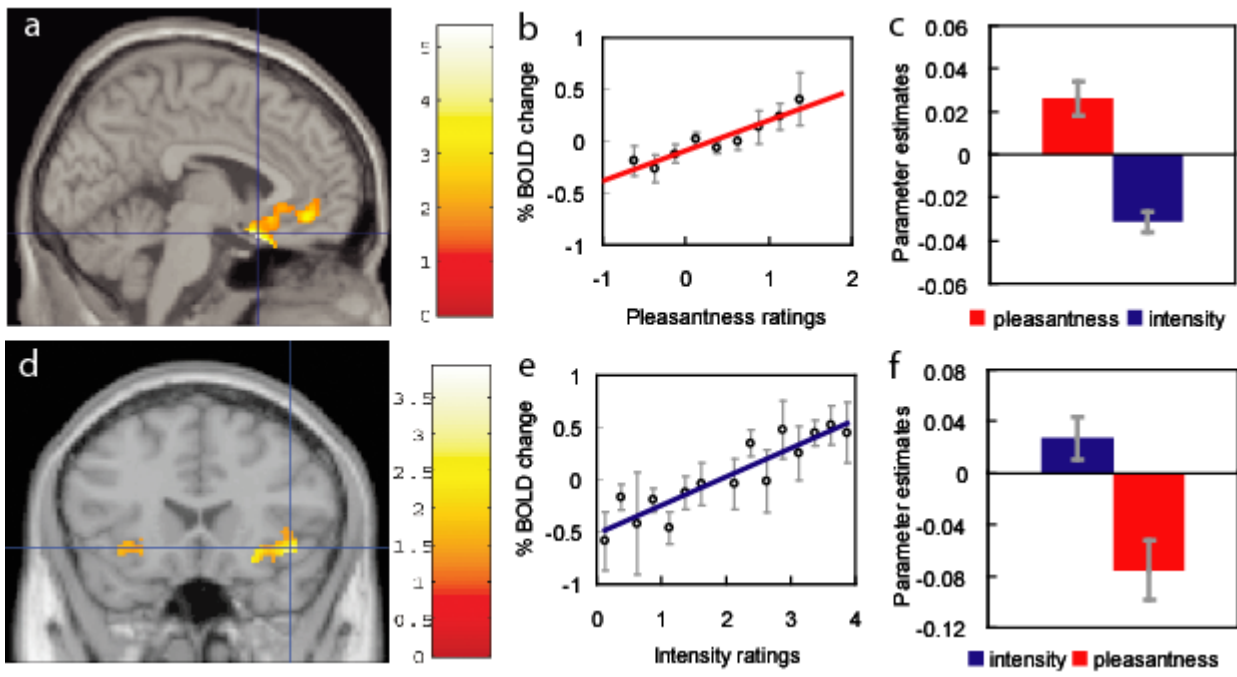 a
5
4
3
2
1
0
b
% BOLD change
1
0.5
0
-0.5
-1
-1 0 1 2
Pleasantness ratings
c
Parameter estimates
0.06
0.04
0.02
0
-0.02
-0.04
0.06
pleasantness intensity
d
3.5
3
2.5
2
1.5
1
0.5
0
e
% BOLD change
1
0.5
0
-0.5
-1
0 1 2 3 4
Intensity ratings
f
Parameter estimates
0.08
0.04
0
-0.04
-0.08
-0.12
intensity pleasantness